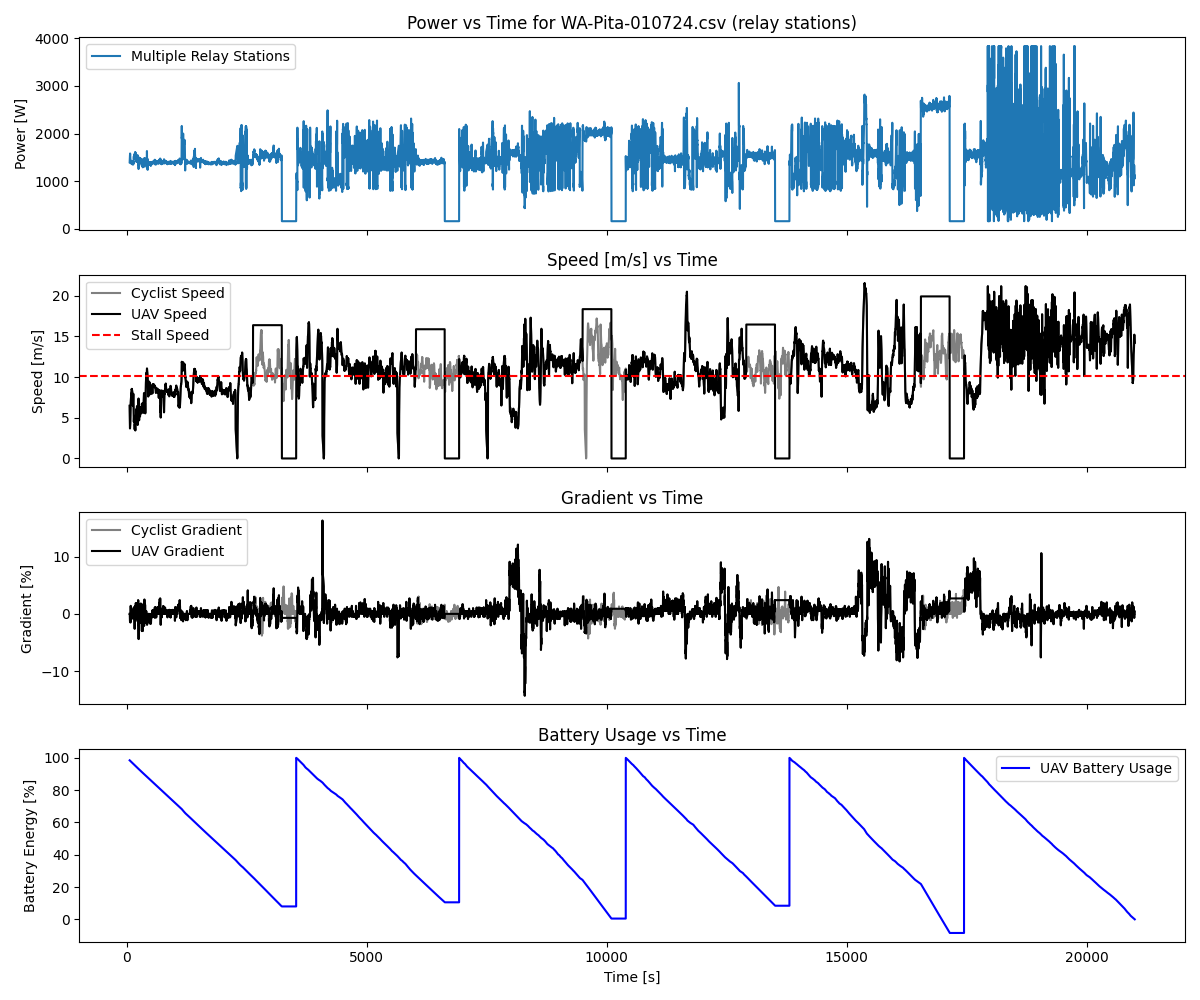 Power vs Time for WA-Pita-010724.csv (relay stations)
Power [W]
4000
3000
2000
1000
0
Multiple Relay Stations
Speed [m/s] vs Time
Speed [m/s]
20
15
10
5
0
Cyclist Speed
UAV Speed
Stall Speed
Gradient vs Time
Gradient [%]
10
0
−10
Cyclist Gradient
UAV Gradient
Battery Usage vs Time
Battery Energy [%]
100
80
60
40
20
0
UAV Battery Usage
0 5000 10000 15000 20000
Time [s]